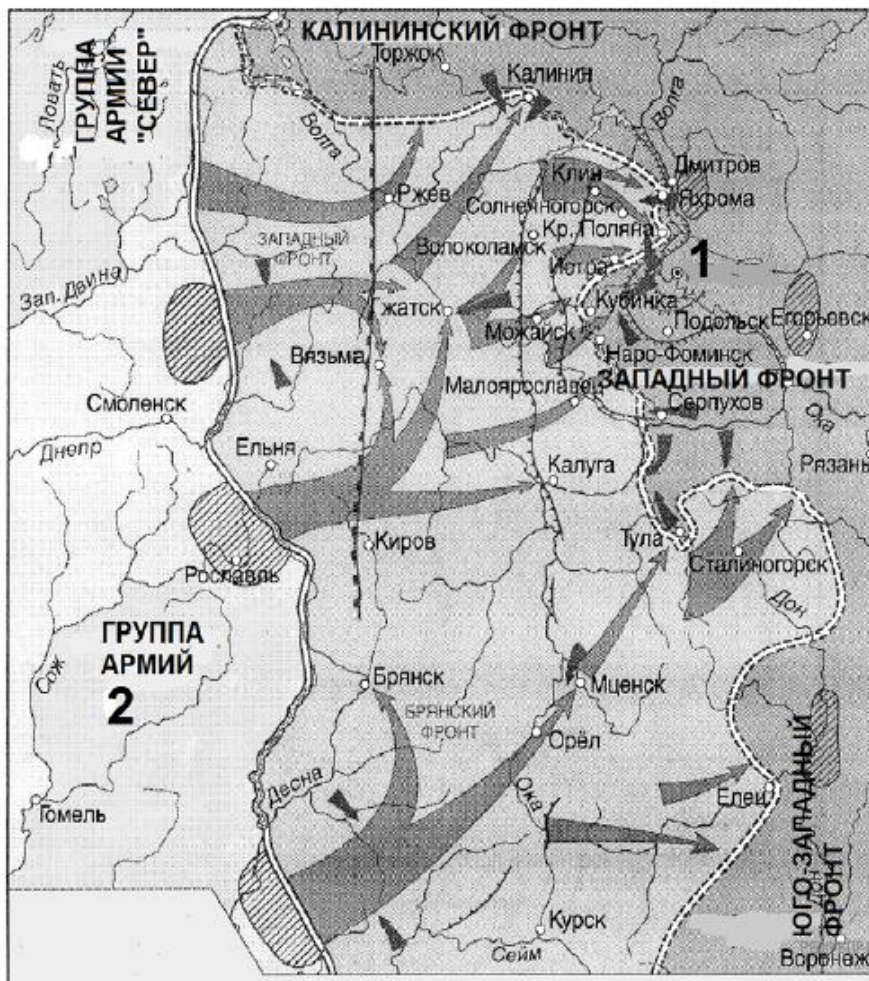 КАЛИНИНСКИЙ ФРОНТ
Торжок
ГРУППА
АРМИЙ
"СЕВЕР"
Ловать
Калинин
Волга
Волга
Дмитров
Клин
Яхрома
Ржев
Солнечногорск
Кр. Поляна
ЗАПАДНЫЙ
ФРОНТ
Волоколамск
Истра
1
Зап. Двина
жатск
Кубинка
Можайск
Подольск
Егорьевск
Вязьма
Наро-Фоминск
Малоярославец
ЗАПАДНЫЙ ФРОНТ
Серпухов
Ока
Смоленск
Днепр
Ельня
Калуга
Рязань
Киров
Тула
Рославль
Сталиногорск
Дон
ГРУППА
АРМИЙ
2
Сож
Брянск
Мценск
БРЯНСКИЙ
ФРОНТ
Орёл
Десна
Ока
Елец
Гомель
ЮГО-ЗАПАДНЫЙ
ФРОНТ
Дон
Курск
Сейм
Воронеж